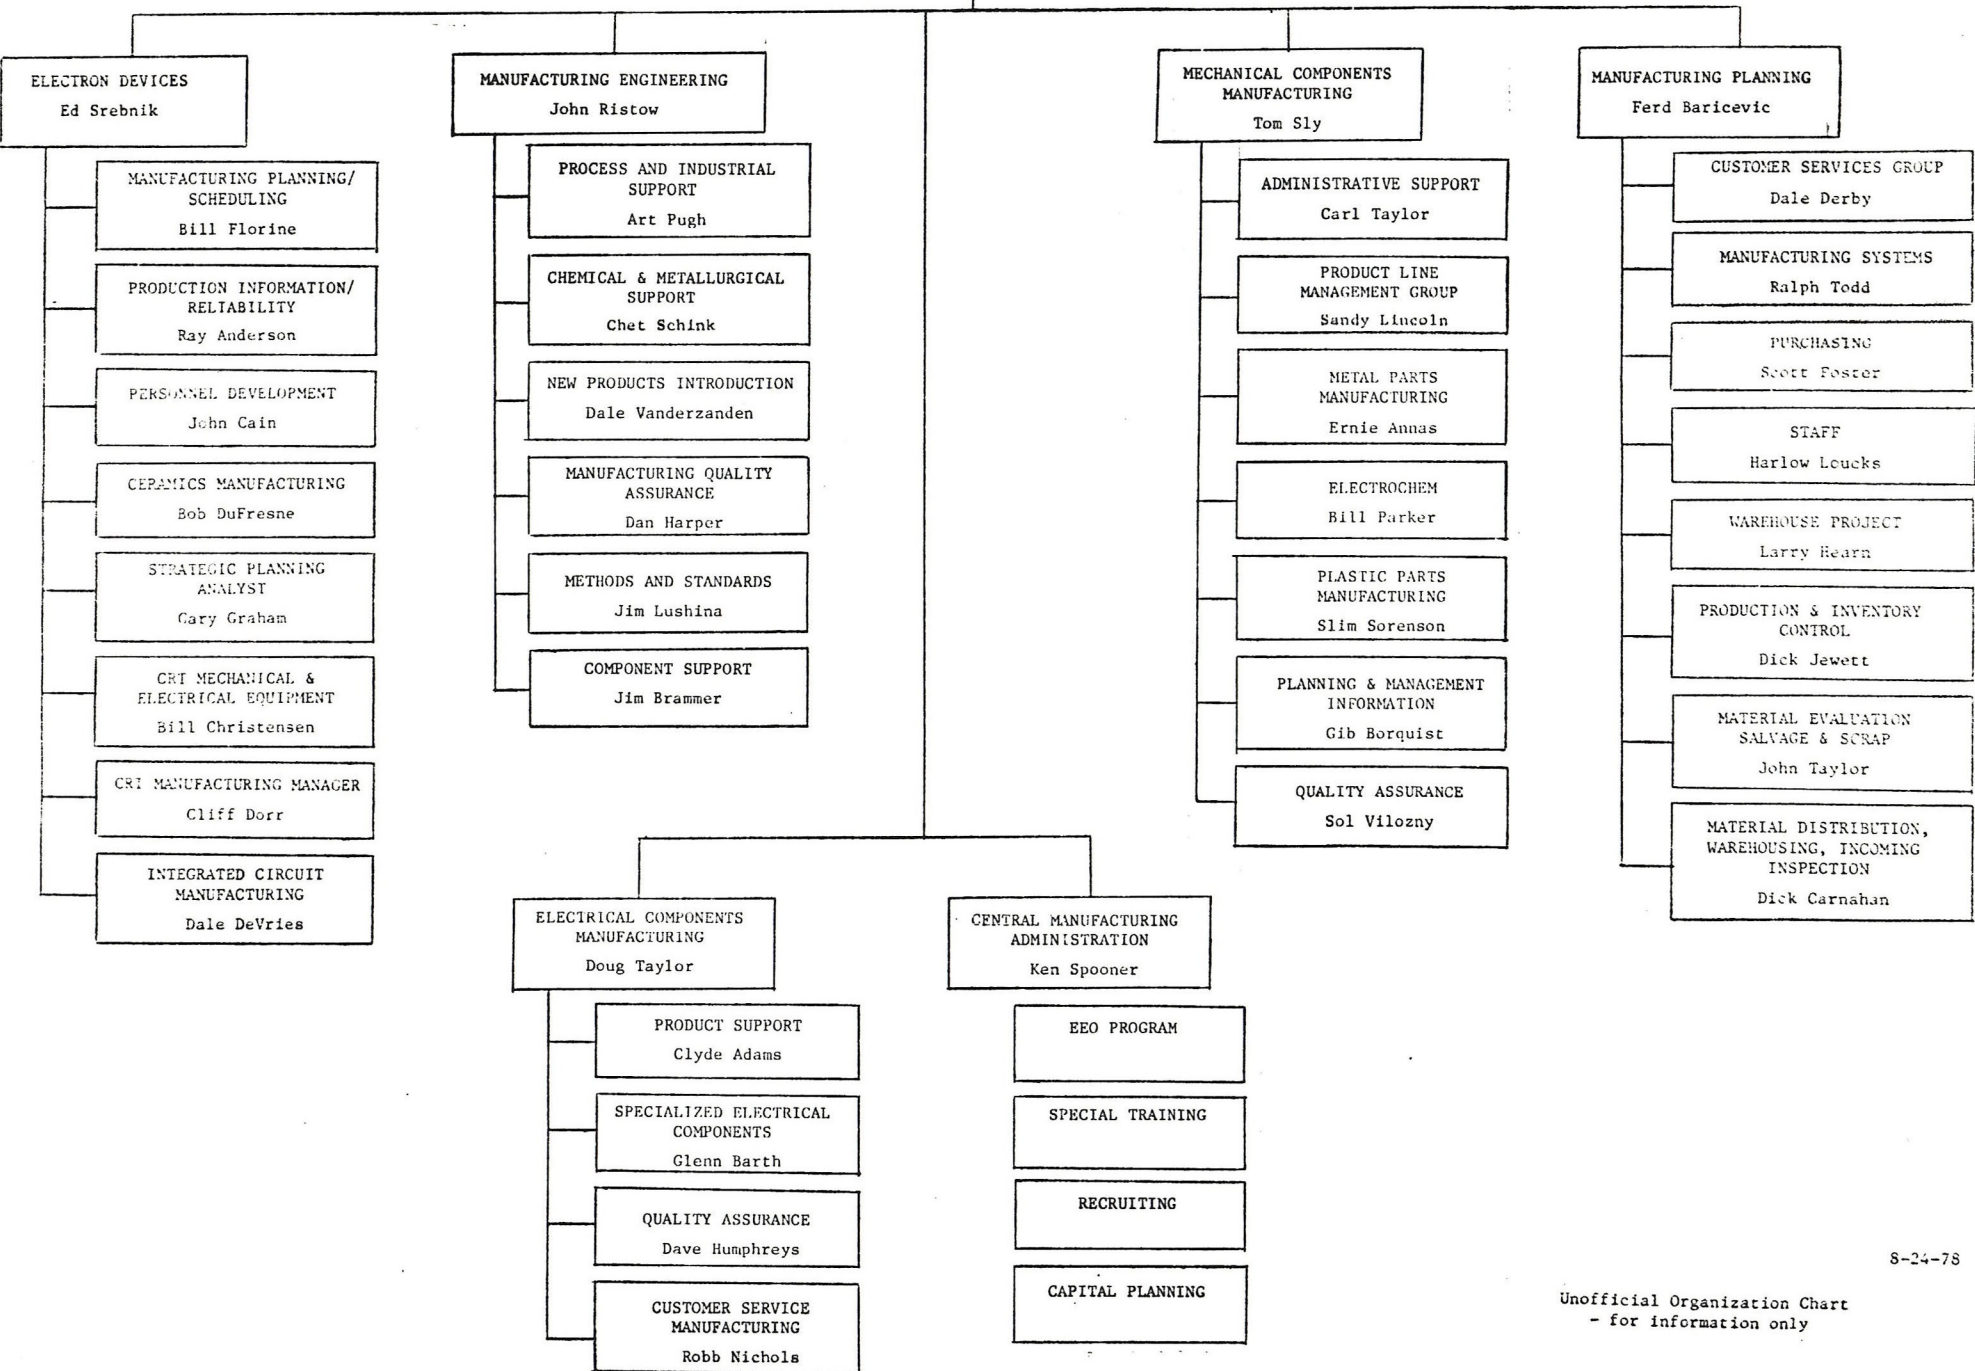 ELECTRON DEVICES
Ed Srebnik
MANUFACTURING PLANNING/
SCHEDULING
Bill Florine
PRODUCTION INFORMATION/
RELIABILITY
Ray Anderson
PERSONNEL DEVELOPMENT
John Cain
CERAMICS MANUFACTURING
Bob DuFresne
STRATEGIC PLANNING
ANALYST
Gary Graham
CRT MECHANICAL &
ELECTRICAL EQUIPMENT
Bill Christensen
CRT MANUFACTURING MANAGER
Cliff Dorr
INTEGRATED CIRCUIT
MANUFACTURING
Dale DeVries
MANUFACTURING ENGINEERING
John Ristow
PROCESS AND INDUSTRIAL
SUPPORT
Art Pugh
CHEMICAL & METALLURGICAL
SUPPORT
Chet Schink
NEW PRODUCTS INTRODUCTION
Dale Vanderzanden
MANUFACTURING QUALITY
ASSURANCE
Dan Harper
METHODS AND STANDARDS
Jim Lushina
COMPONENT SUPPORT
Jim Brammer
ELECTRICAL COMPONENTS
MANUFACTURING
Doug Taylor
PRODUCT SUPPORT
Clyde Adams
SPECIALIZED ELECTRICAL
COMPONENTS
Glenn Barth
QUALITY ASSURANCE
Dave Humphreys
CUSTOMER SERVICE
MANUFACTURING
Robb Nichols
CENTRAL MANUFACTURING
ADMINISTRATION
Ken Spooner
EEO PROGRAM
SPECIAL TRAINING
RECRUITING
CAPITAL PLANNING
MECHANICAL COMPONENTS
MANUFACTURING
Tom Sly
ADMINISTRATIVE SUPPORT
Carl Taylor
PRODUCT LINE
MANAGEMENT GROUP
Sandy Lincoln
METAL PARTS
MANUFACTURING
Ernie Annas
ELECTROCHEM
Bill Parker
PLASTIC PARTS
MANUFACTURING
Slim Sorenson
PLANNING & MANAGEMENT
INFORMATION
Gib Borquist
QUALITY ASSURANCE
Sol Vilozny
MANUFACTURING PLANNING
Ferd Baricevic
CUSTOMER SERVICES GROUP
Dale Derby
MANUFACTURING SYSTEMS
Ralph Todd
PURCHASING
Scott Foster
STAFF
Harlow Loucks
WAREHOUSE PROJECT
Larry Hearn
PRODUCTION & INVENTORY
CONTROL
Dick Jewett
MATERIAL EVALUATION
SALVAGE & SCRAP
John Taylor
MATERIAL DISTRIBUTION,
WAREHOUSING, INCOMING
INSPECTION
Dick Carnahan
8-24-78
Unofficial Organization Chart
- for information only